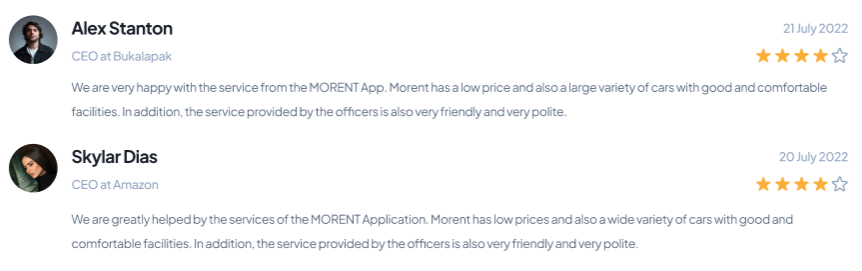 Alex Stanton
21 July 2022
CEO at Bukalapak
We are very happy with the service from the MORENT App. Morent has a low price and also a large variety of cars with good and comfortable
facilities. In addition, the service provided by the officers is also very friendly and very polite.
Skylar Dias
20 July 2022
CEO at Amazon
We are greatly helped by the services of the MORENT Application. Morent has low prices and also a wide variety of cars with good and
comfortable facilities. In addition, the service provided by the officers is also very friendly and very polite.